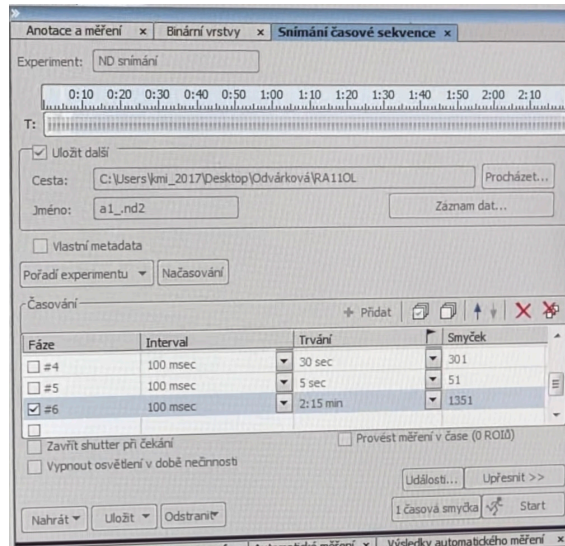 »
Anotace a měření × Binární vrstvy × Snímání časové sekvence ×
Experiment: ND snímání
0:10 0:20 0:30 0:40 0:50 1:00 1:10 1:20 1:30 1:40 1:50 2:00 2:10
T:
Uložit další
Cesta: C:\Users\kmi_2017\Desktop\Odvárková\RA11OL Procházet...
Jméno: a1_.nd2 Záznam dat...
Vlastní metadata
Pořadí experimentu Načasování
Časování
+ Přidat
Fáze Interval Trvání Smyček
#4 100 msec 30 sec 301
#5 100 msec 5 sec 51
#6 100 msec 2:15 min 1351
Zavřít shutter při čekání Provést měření v čase (0 ROIů)
Vypnout osvětlení v době nečinnosti
Události... Upřesnit >>
Nahrát Uložit Odstranit 1 časová smyčka Start
Automatické měření × Výsledky automatického měření ×